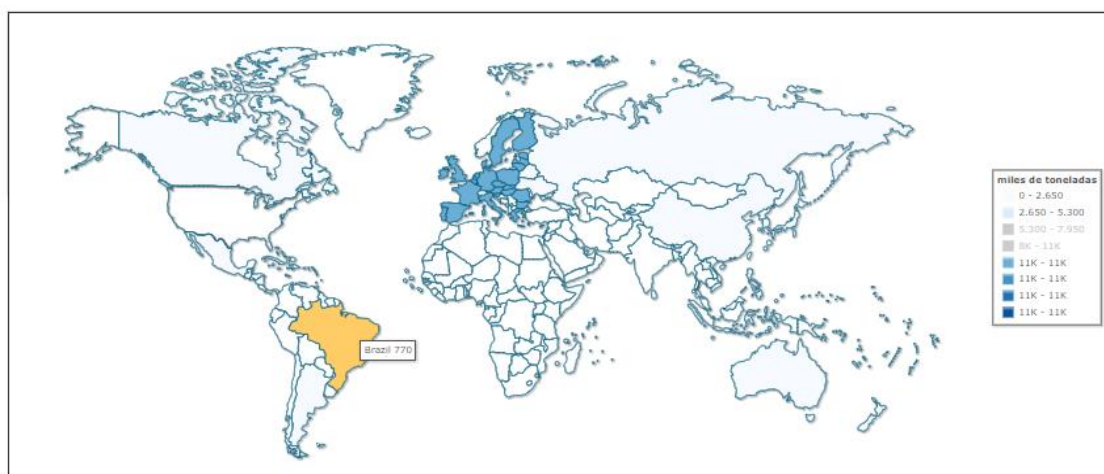 Brazil 770
miles de toneladas
0 - 2.650
2.650 - 5.300
5.300 - 7.950
8K - 11K
11K - 11K
11K - 11K
11K - 11K
11K - 11K